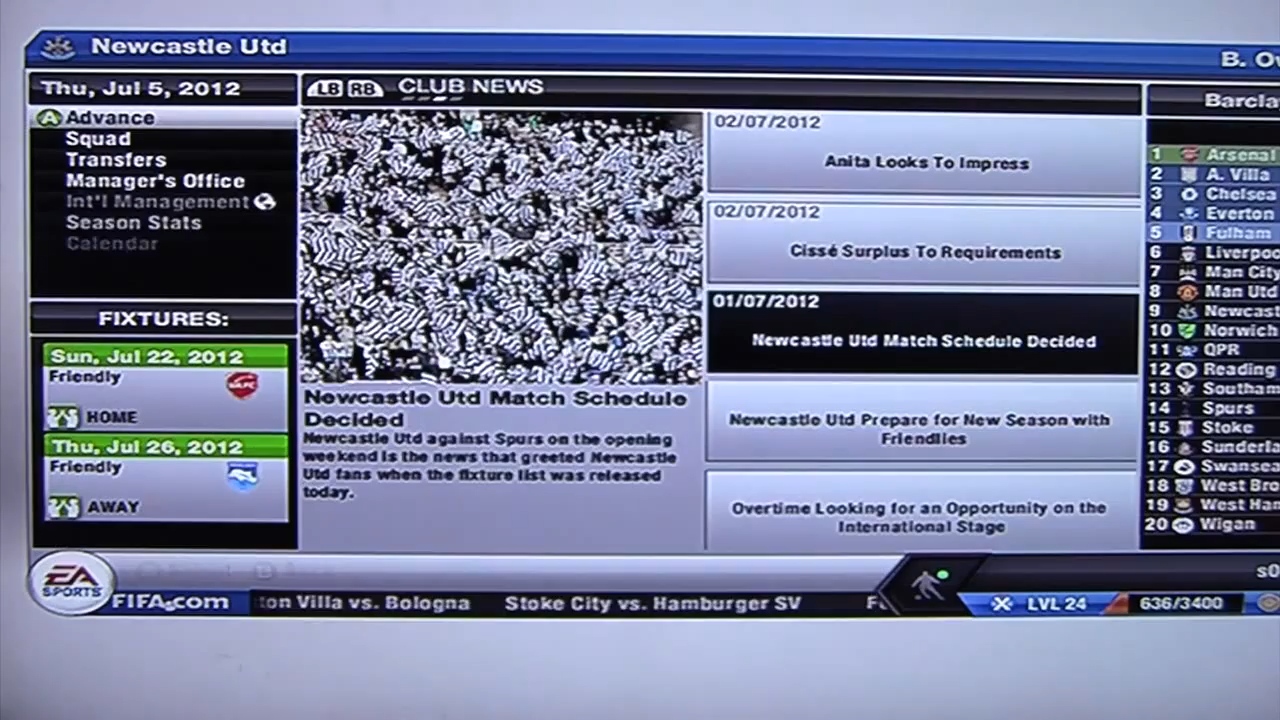 Newcastle Utd
B.
Thu, Jul 5, 2012
LB RB CLUB NEWS
A Advance
Squad
Transfers
Manager's Office
Int'l Management
Season Stats
Calendar
FIXTURES:
Sun, Jul 22, 2012
Friendly
HOME
Thu, Jul 26, 2012
Friendly
AWAY
Newcastle Utd Match Schedule
Decided
Newcastle Utd against Spurs on the opening
weekend is the news that greeted Newcastle
Utd fans when the fixture list was released
today.
02/07/2012
Anita Looks To Impress
02/07/2012
Cissé Surplus To Requirements
01/07/2012
Newcastle Utd Match Schedule Decided
Newcastle Utd Prepare for New Season with
Friendlies
Overtime Looking for an Opportunity on the
International Stage
Barcla
1 Arsenal
2 A. Villa
3 Chelsea
4 Everton
5 Fulham
6 Liverpoo
7 Man City
8 Man Utd
9 Newcast
10 Norwich
11 QPR
12 Reading
13 Southam
14 Spurs
15 Stoke
16 Sunderla
17 Swansea
18 West Bro
19 West Ham
20 Wigan
EA
SPORTS
FIFA.com
ton Villa vs. Bologna Stoke City vs. Hamburger SV
LVL 24
636/3400